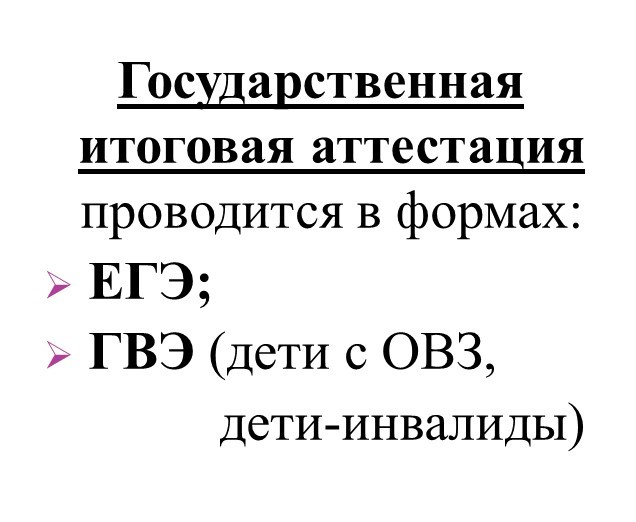 Государственная
итоговая аттестация
проводится в формах:
➢ ЕГЭ;
➢ ГВЭ (дети с ОВЗ,
дети-инвалиды)